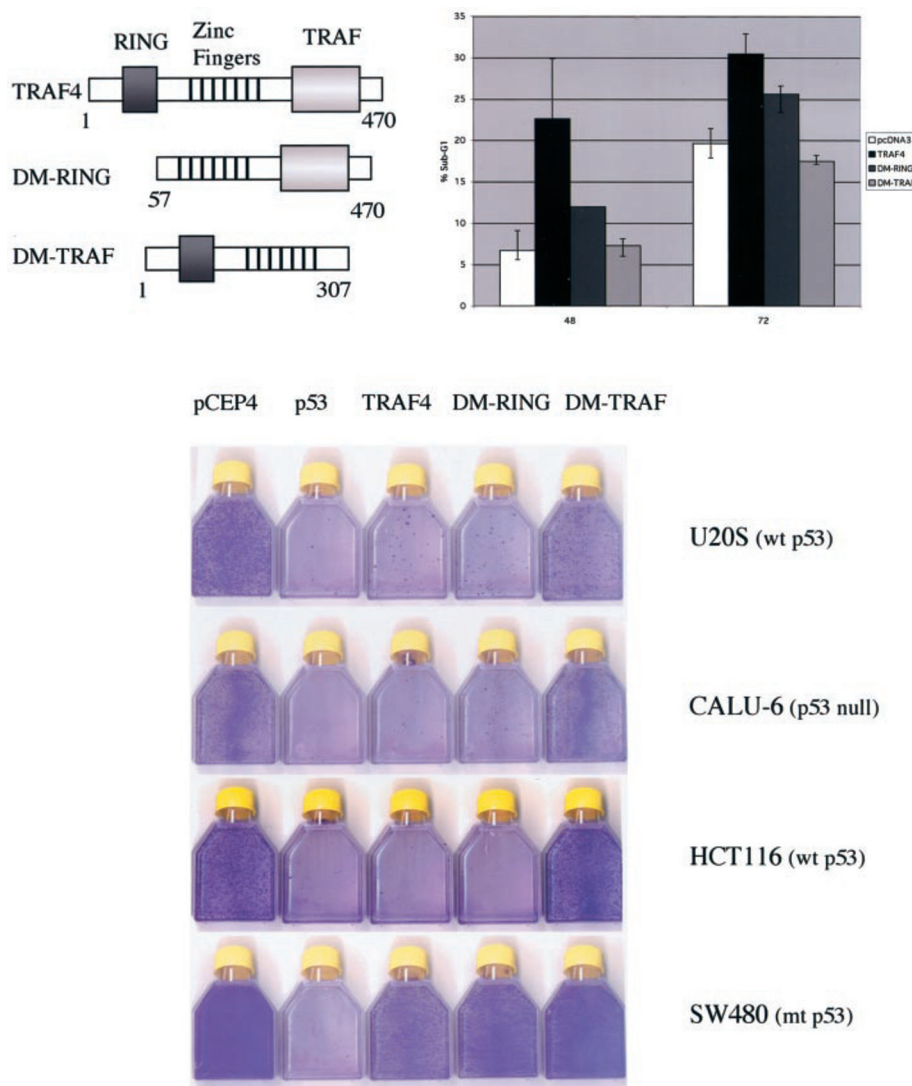 RING
Zinc
Fingers
TRAF
TRAF4
1
470
DM-RING
57
470
DM-TRAF
1
307
35
30
25
20
15
10
5
0
% Sub-G1
48
72
pcDNA3
TRAF4
DM-RING
DM-TRAF
pCEP4 p53 TRAF4 DM-RING DM-TRAF
U20S (wt p53)
CALU-6 (p53 null)
HCT116 (wt p53)
SW480 (mt p53)